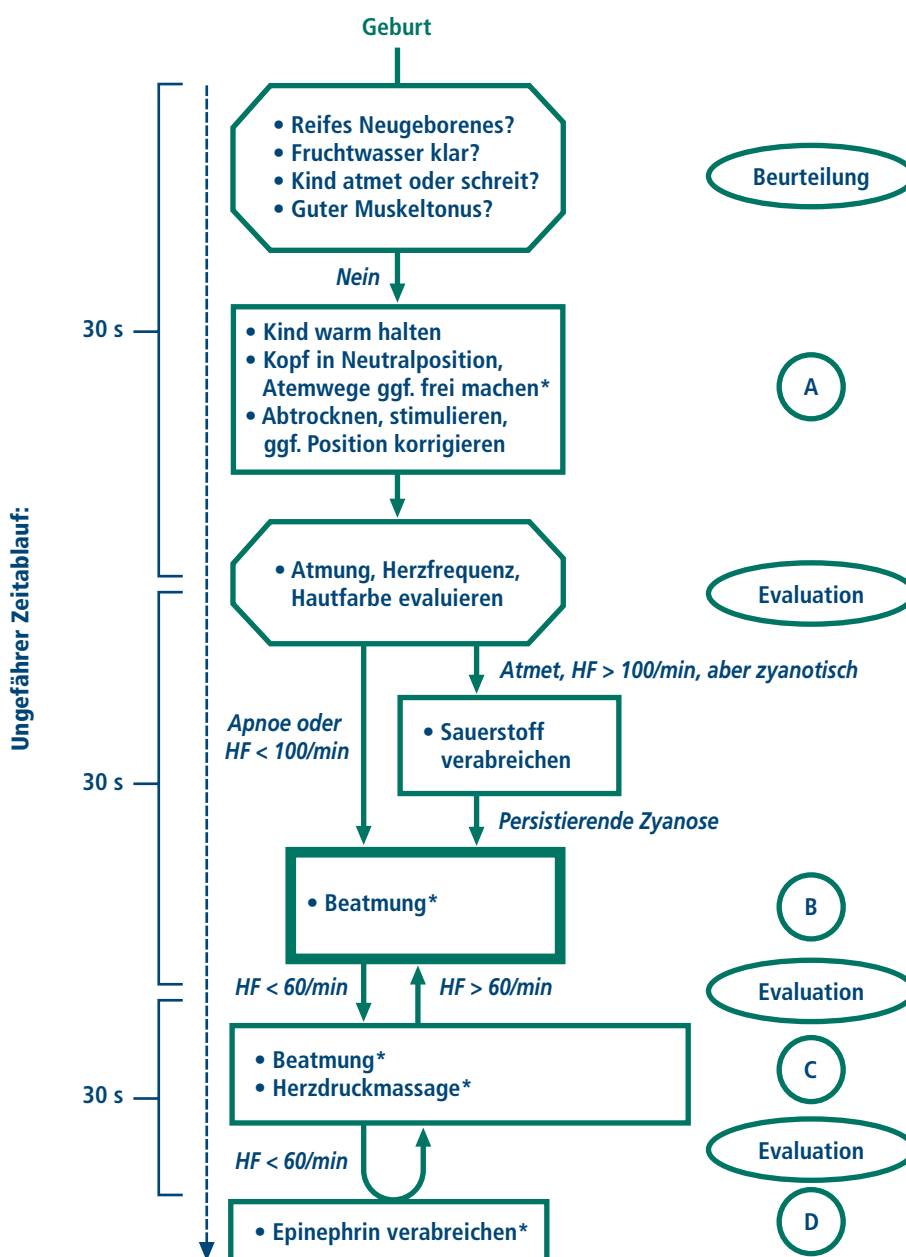 Geburt
• Reifes Neugeborenes?
• Fruchtwasser klar?
• Kind atmet oder schreit?
• Guter Muskeltonus?
Beurteilung
Nein
30 s
• Kind warm halten
• Kopf in Neutralposition,
Atemwege ggf. frei machen*
• Abtrocknen, stimulieren,
ggf. Position korrigieren
A
Ungefährer Zeitablauf:
• Atmung, Herzfrequenz,
Hautfarbe evaluieren
Evaluation
Atmet, HF > 100/min, aber zyanotisch
Apnoe oder
HF < 100/min
• Sauerstoff
verabreichen
30 s
Persistierende Zyanose
• Beatmung*
B
HF < 60/min
HF > 60/min
Evaluation
• Beatmung*
• Herzdruckmassage*
C
30 s
HF < 60/min
Evaluation
• Epinephrin verabreichen*
D